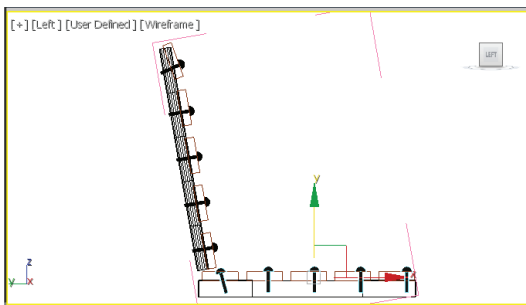 [+] [Left] [User Defined] [Wireframe]
LEFT
y
x
z
y
x